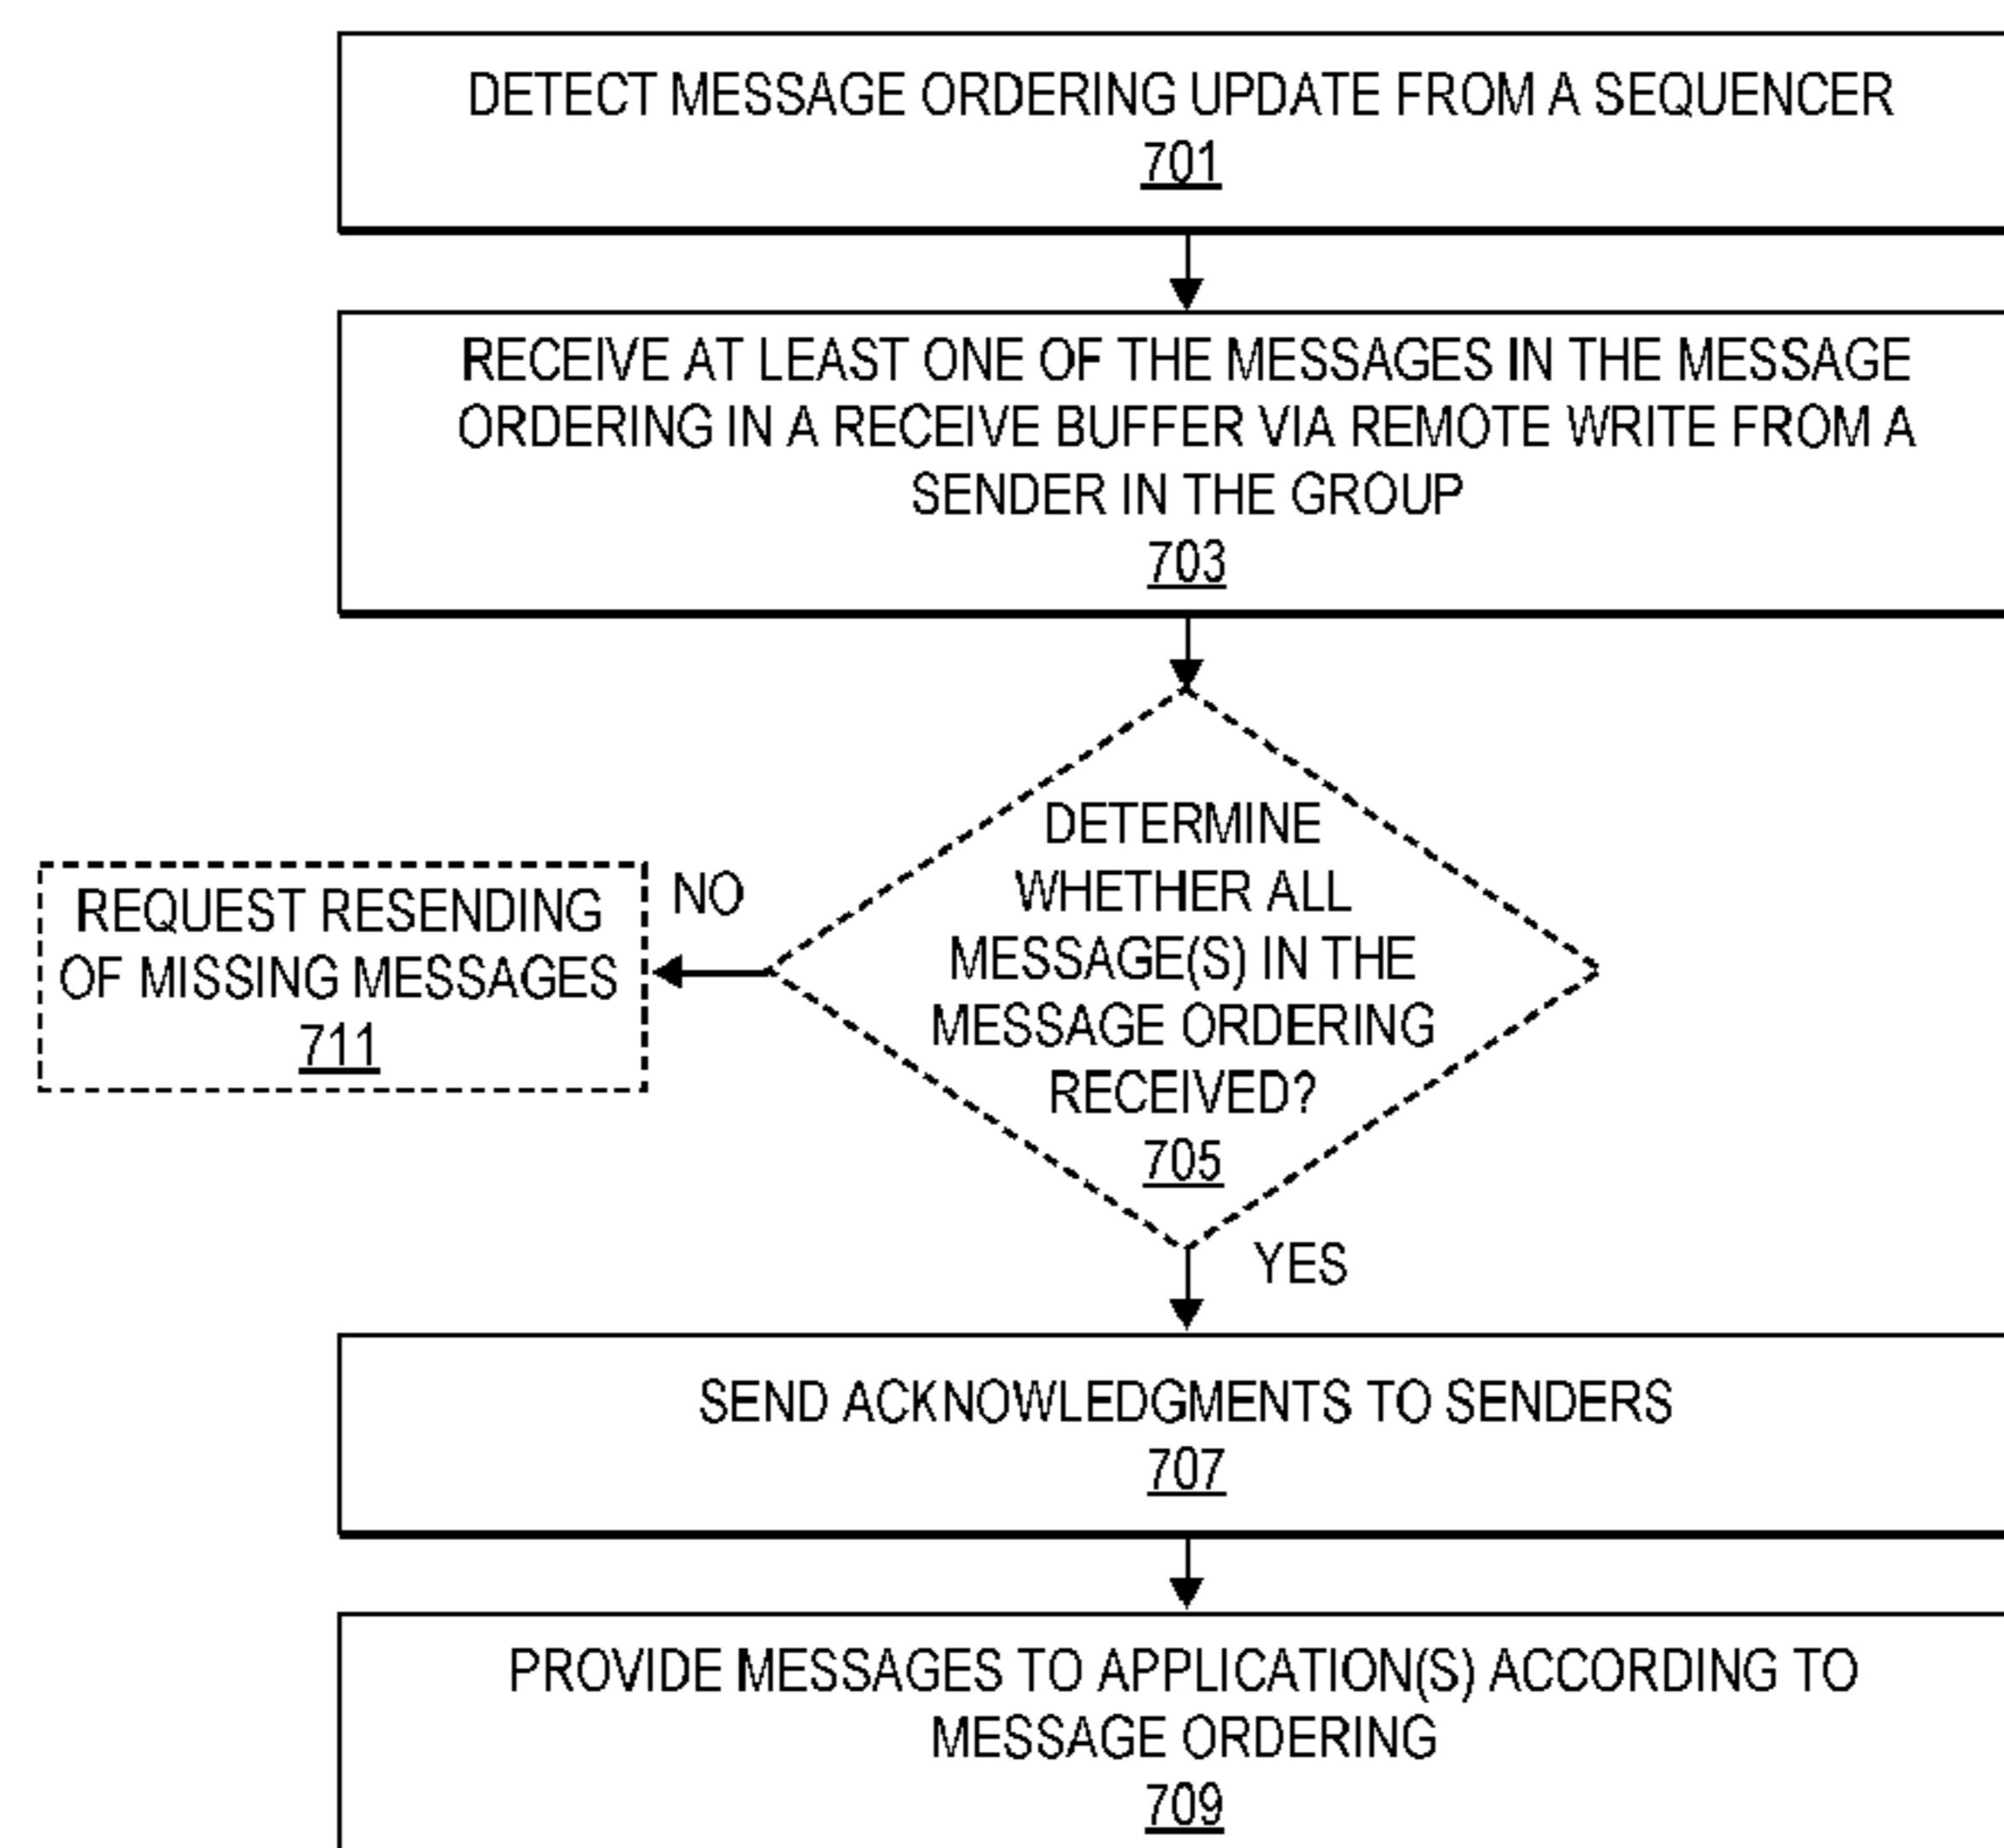 DETECT MESSAGE ORDERING UPDATE FROM A SEQUENCER
701
RECEIVE AT LEAST ONE OF THE MESSAGES IN THE MESSAGE
ORDERING IN A RECEIVE BUFFER VIA REMOTE WRITE FROM A
SENDER IN THE GROUP
703
DETERMINE
WHETHER ALL
MESSAGE(S) IN THE
MESSAGE ORDERING
RECEIVED?
705
NO
REQUEST RESENDING
OF MISSING MESSAGES
711
YES
SEND ACKNOWLEDGMENTS TO SENDERS
707
PROVIDE MESSAGES TO APPLICATION(S) ACCORDING TO
MESSAGE ORDERING
709